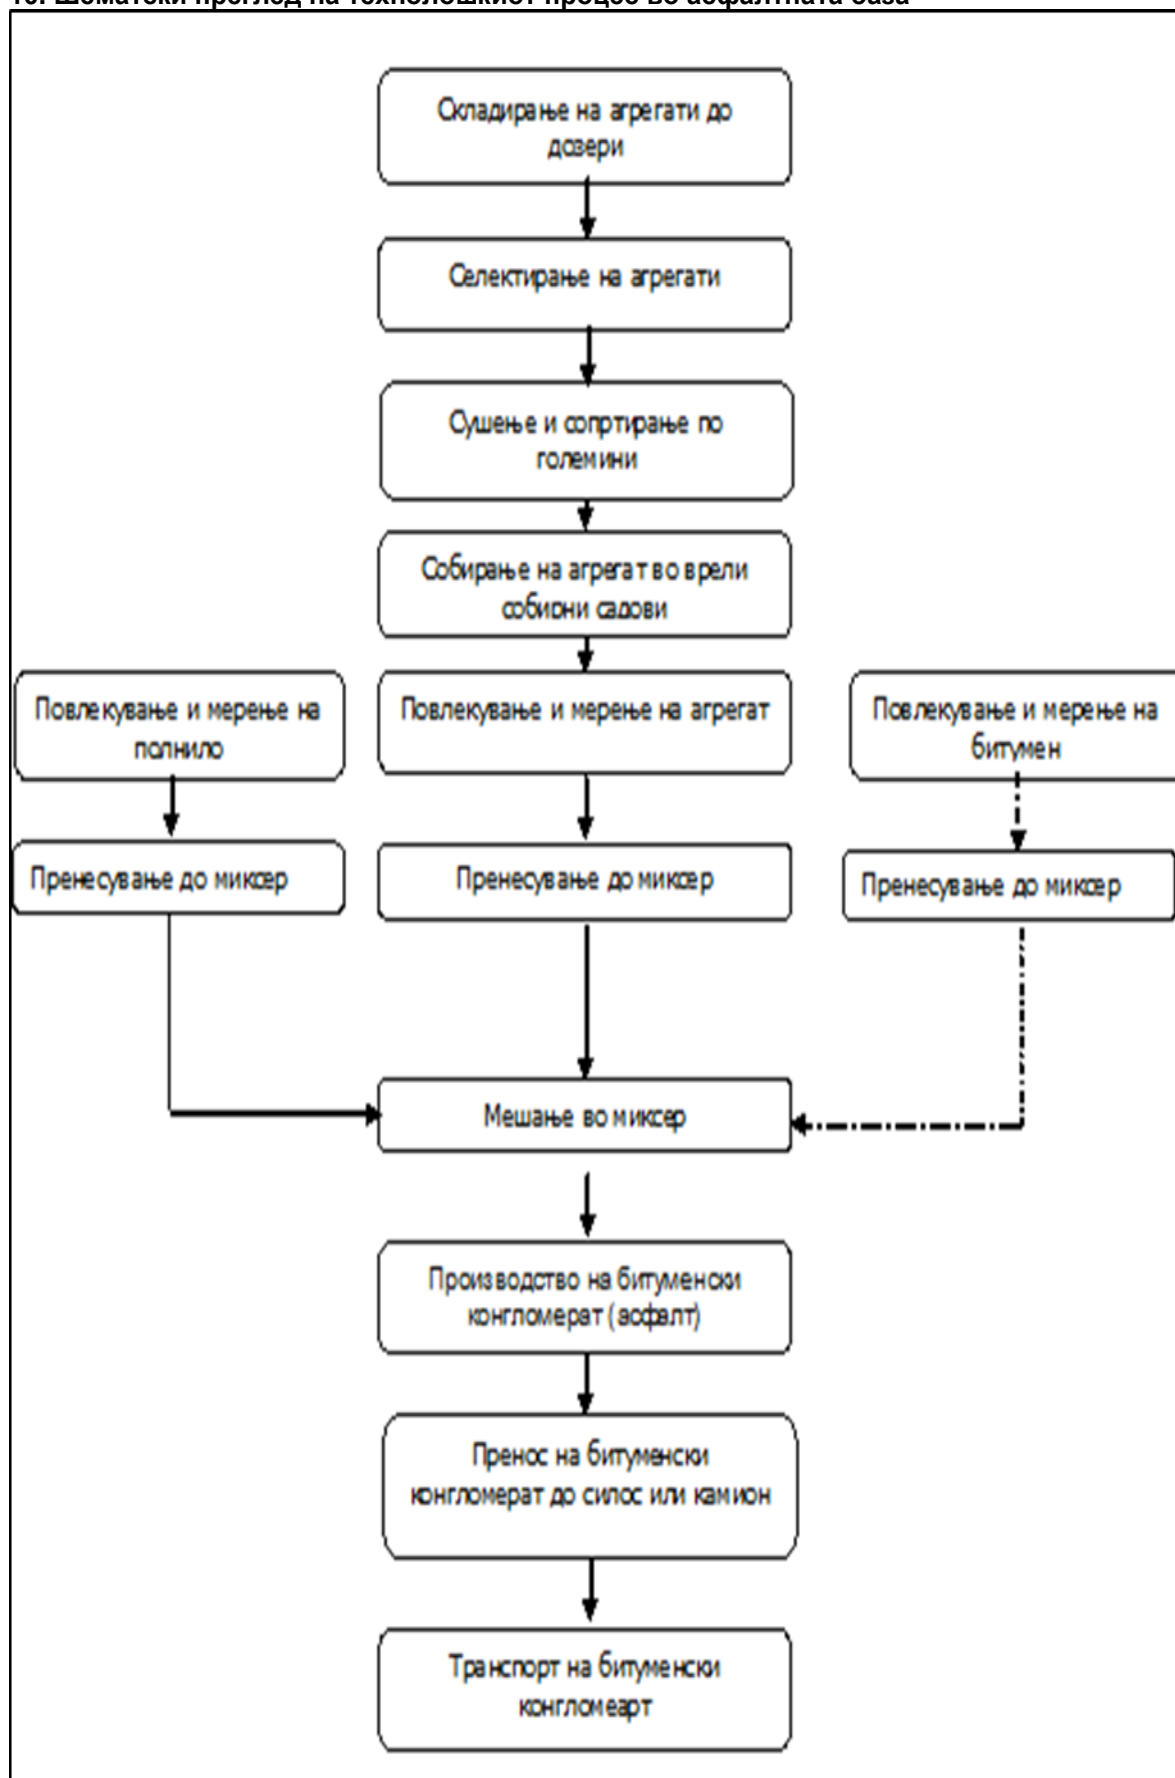 Складирање на агрегати до
дозери
Селектирање на агрегати
Сушење и сопртирање по
големини
Собирање на агрегат во врели
собирни садови
Повлекување и мерење на
полнило
Повлекување и мерење на агрегат
Повлекување и мерење на
битумен
Пренесување до миксер
Пренесување до миксер
Пренесување до миксер
Мешање во миксер
Производство на битуменски
конгломерат (асфалт)
Пренос на битуменски
конгломерат до силос или камион
Транспорт на битуменски
конгломеарт